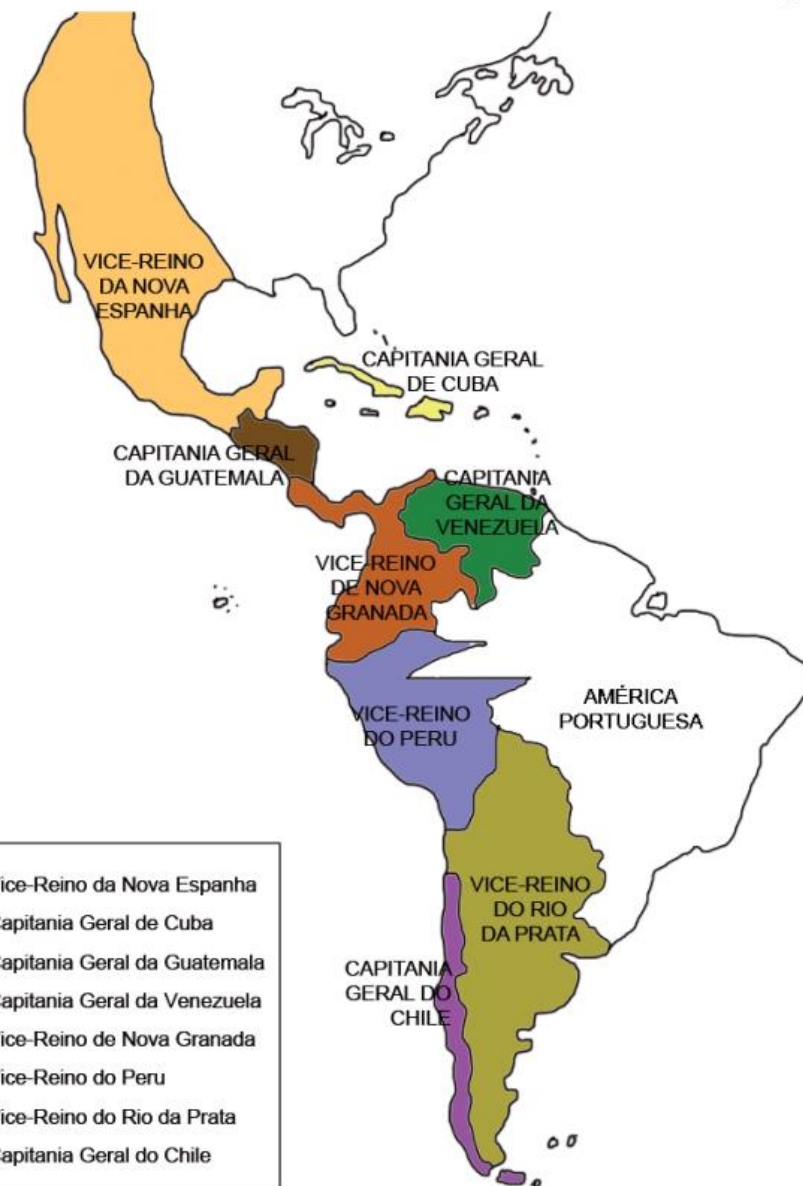 VICE-REINO
DA NOVA
ESPANHA
CAPITANIA GERAL
DE CUBA
CAPITANIA GERAL
DA GUATEMALA
CAPITANIA
GERAL DA
VENEZUELA
VICE-REINO
DE NOVA
GRANADA
VICE-REINO
DO PERU
AMÉRICA
PORTUGUESA
VICE-REINO
DO RIO
DA PRATA
CAPITANIA
GERAL DO
CHILE
ice-Reino da Nova Espanha
apitania Geral de Cuba
apitania Geral da Guatemala
apitania Geral da Venezuela
ice-Reino de Nova Granada
ice-Reino do Peru
ice-Reino do Rio da Prata
apitania Geral do Chile